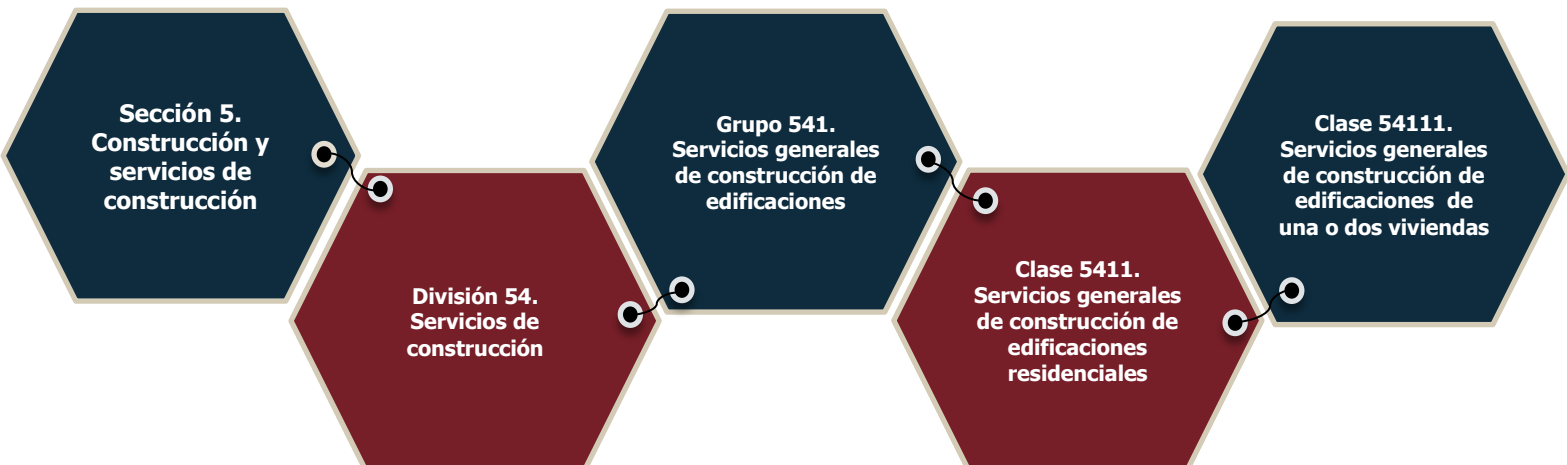 Sección 5.
Construcción y
servicios de
construcción
División 54.
Servicios de
construcción
Grupo 541.
Servicios generales
de construcción de
edificaciones
Clase 5411.
Servicios generales
de construcción de
edificaciones
residenciales
Clase 54111.
Servicios generales
de construcción de
edificaciones de
una o dos viviendas